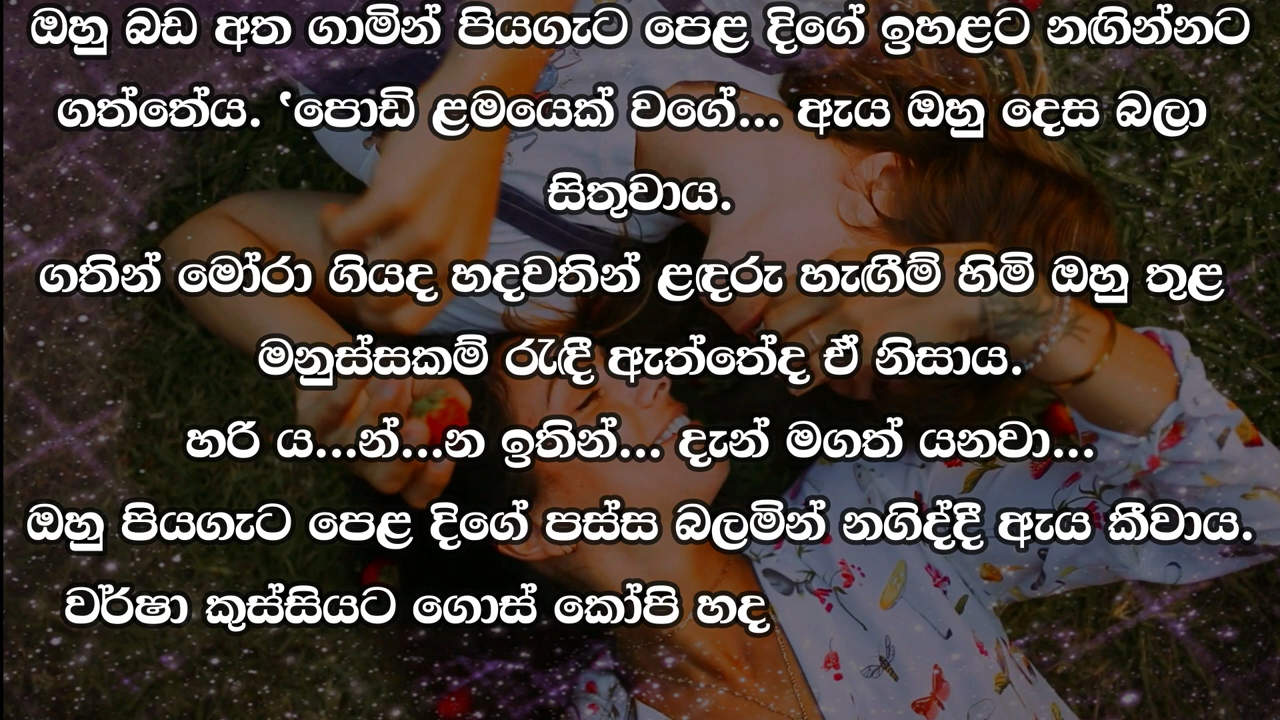 ඔහු බඩ අත ගාමින් පියගැට පෙළ දිගේ ඉහළට නඟින්නට
ගත්තේය. ‛පොඩි ළමයෙක් වගේ... ඇය ඔහු දෙස බලා
සිතුවාය.
ගතින් මෝරා ගියද හදවතින් ළඳරු හැඟීම් හිමි ඔහු තුළ
මනුස්සකම් රැඳී ඇත්තේද ඒ නිසාය.
හරි ය...න්...න ඉතින්... දැන් මගත් යනවා...
ඔහු පියගැට පෙළ දිගේ පස්ස බලමින් නගිද්දී ඇය කීවාය.
වර්ෂා කුස්සියට ගොස් කෝපි හද